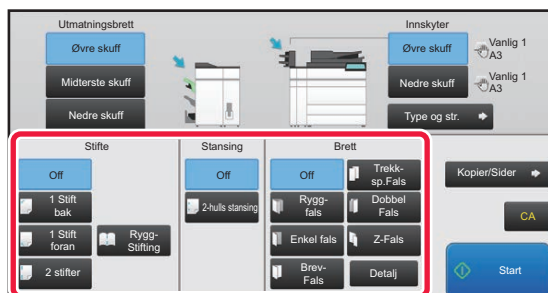 Utmatningsbrett
Øvre skuff
Midterste skuff
Nedre skuff
Innskyter
Øvre skuff
Vanlig 1
A3
Nedre skuff
Vanlig 1
A3
Type og str.
Stifte
Off
1 Stift
bak
1 Stift
foran
Rygg-
Stifting
2 stifter
Stansing
Off
2-hulls stansing
Brett
Off
Trekk-
sp.Fals
Rygg-
fals
Dobbel
Fals
Enkel fals
Z-Fals
Brev-
Fals
Detalj
Kopier/Sider
CA
Start